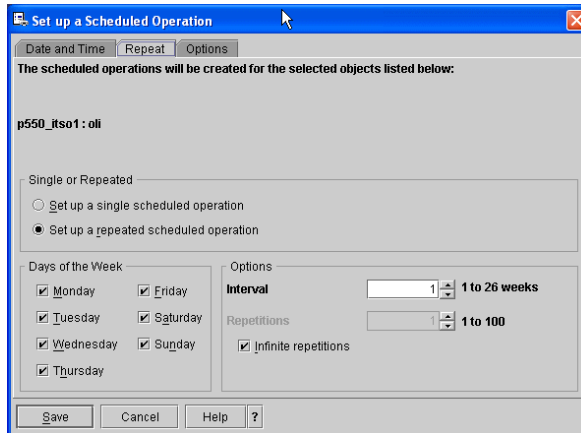 Set up a Scheduled Operation
Date and Time Repeat Options
The scheduled operations will be created for the selected objects listed below:
p550_itso1 : oli
Single or Repeated
Set up a single scheduled operation
Set up a repeated scheduled operation
Days of the Week
Monday Friday
Tuesday Saturday
Wednesday Sunday
Thursday
Options
Interval 1 1 to 26 weeks
Repetitions 1 1 to 100
Infinite repetitions
Save Cancel Help ?